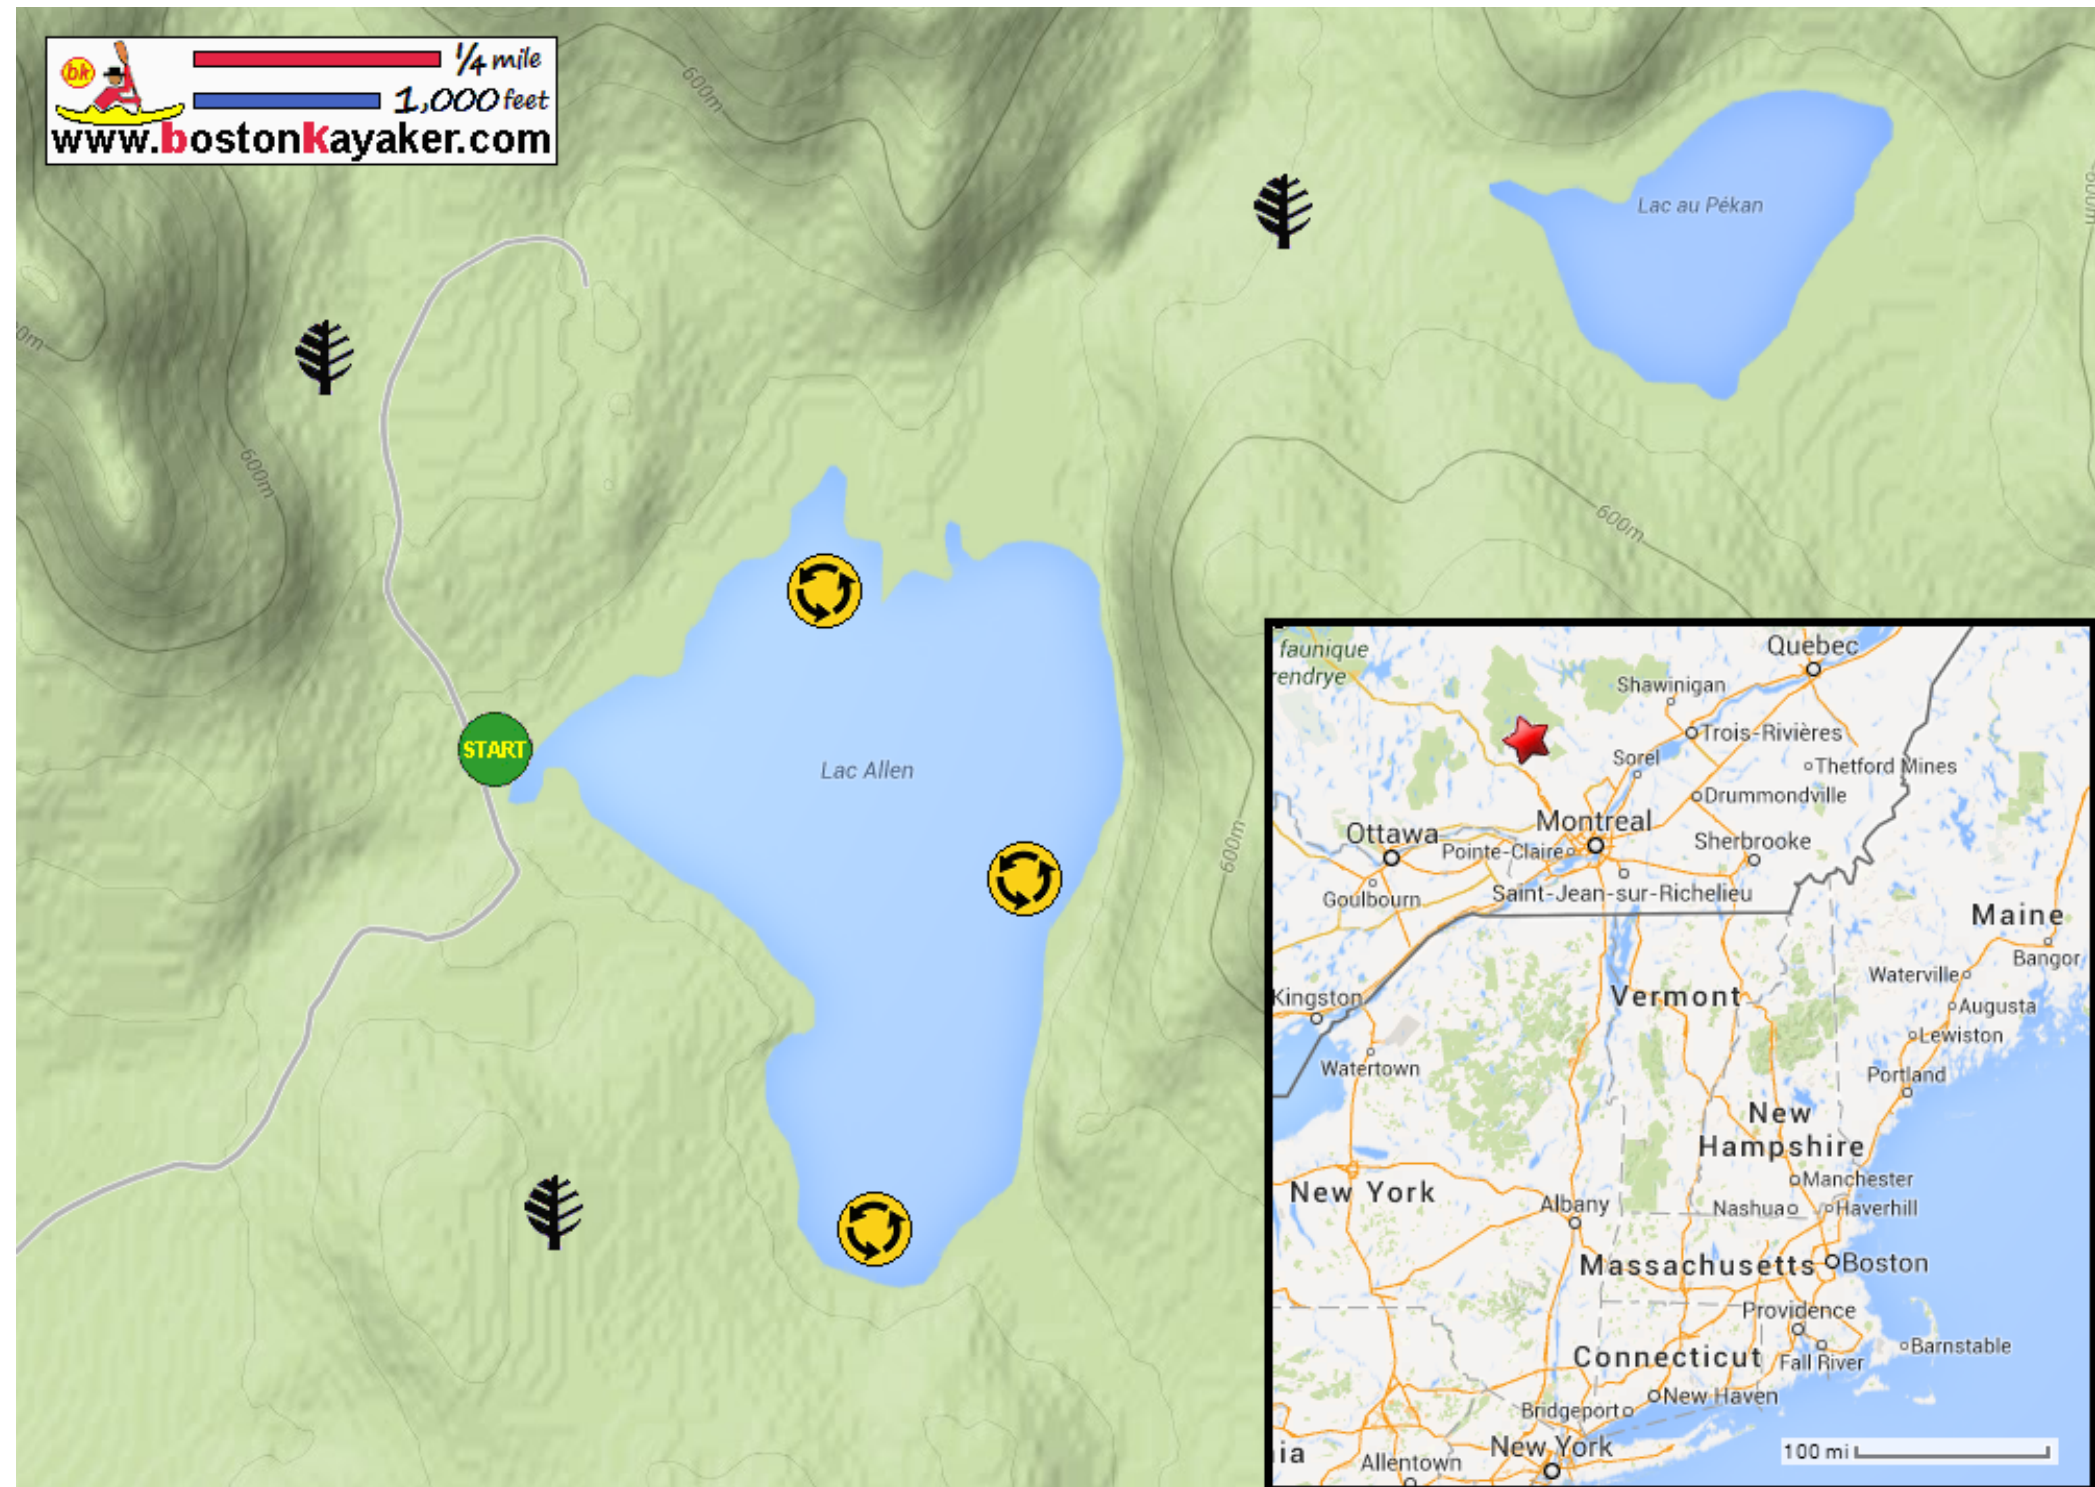 bk
1/4 mile
1,000 feet
www.bostonkayaker.com
600m
Lac au Pékan
600m
600m
600m
START
Lac Allen
600m
faunique
Quebec
Shawinigan
Trois-Rivières
Sorel
Thetford Mines
Drummondville
Montreal
Ottawa
Pointe-Claire
Sherbrooke
Goulbourn
Saint-Jean-sur-Richelieu
Maine
Bangor
Waterville
Kingston
Vermont
Augusta
Lewiston
Watertown
Portland
New
Hampshire
Manchester
New York
Albany
Nashua
Haverhill
Massachusetts
Boston
Providence
Barnstable
Connecticut
Fall River
New Haven
Bridgeport
New York
100 mi
Allentown